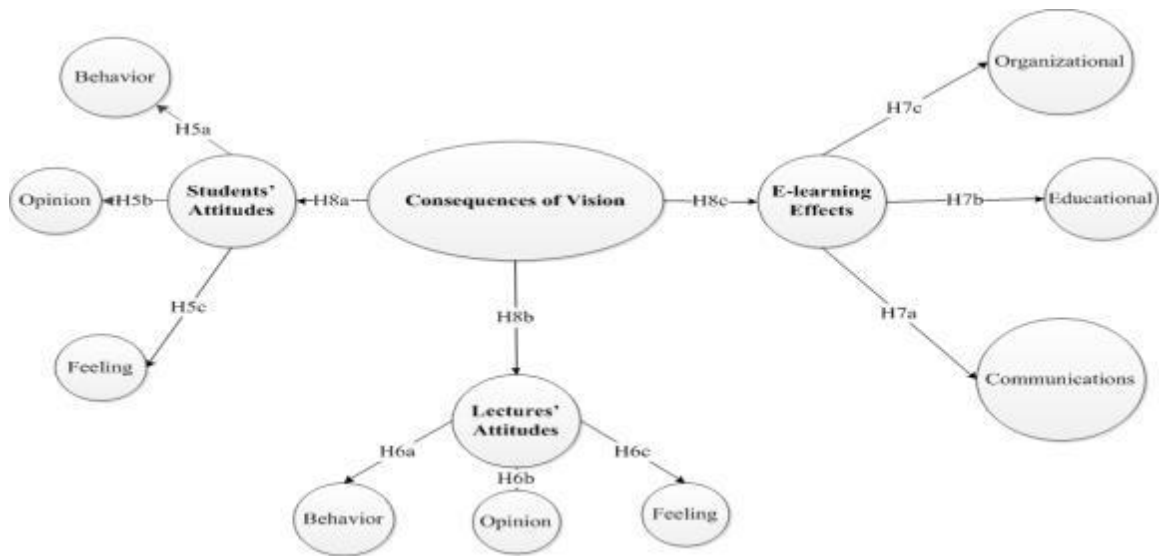 Organizational
Behavior
H7c
H5a
Students'
Attitudes
Opinion
H5b
H8a
Consequences of Vision
H8c
E-learning
Effects
H7b
Educational
H5c
H7a
H8b
Feeling
Communications
Lectures'
Attitudes
H6a
H6b
H6c
Behavior
Opinion
Feeling